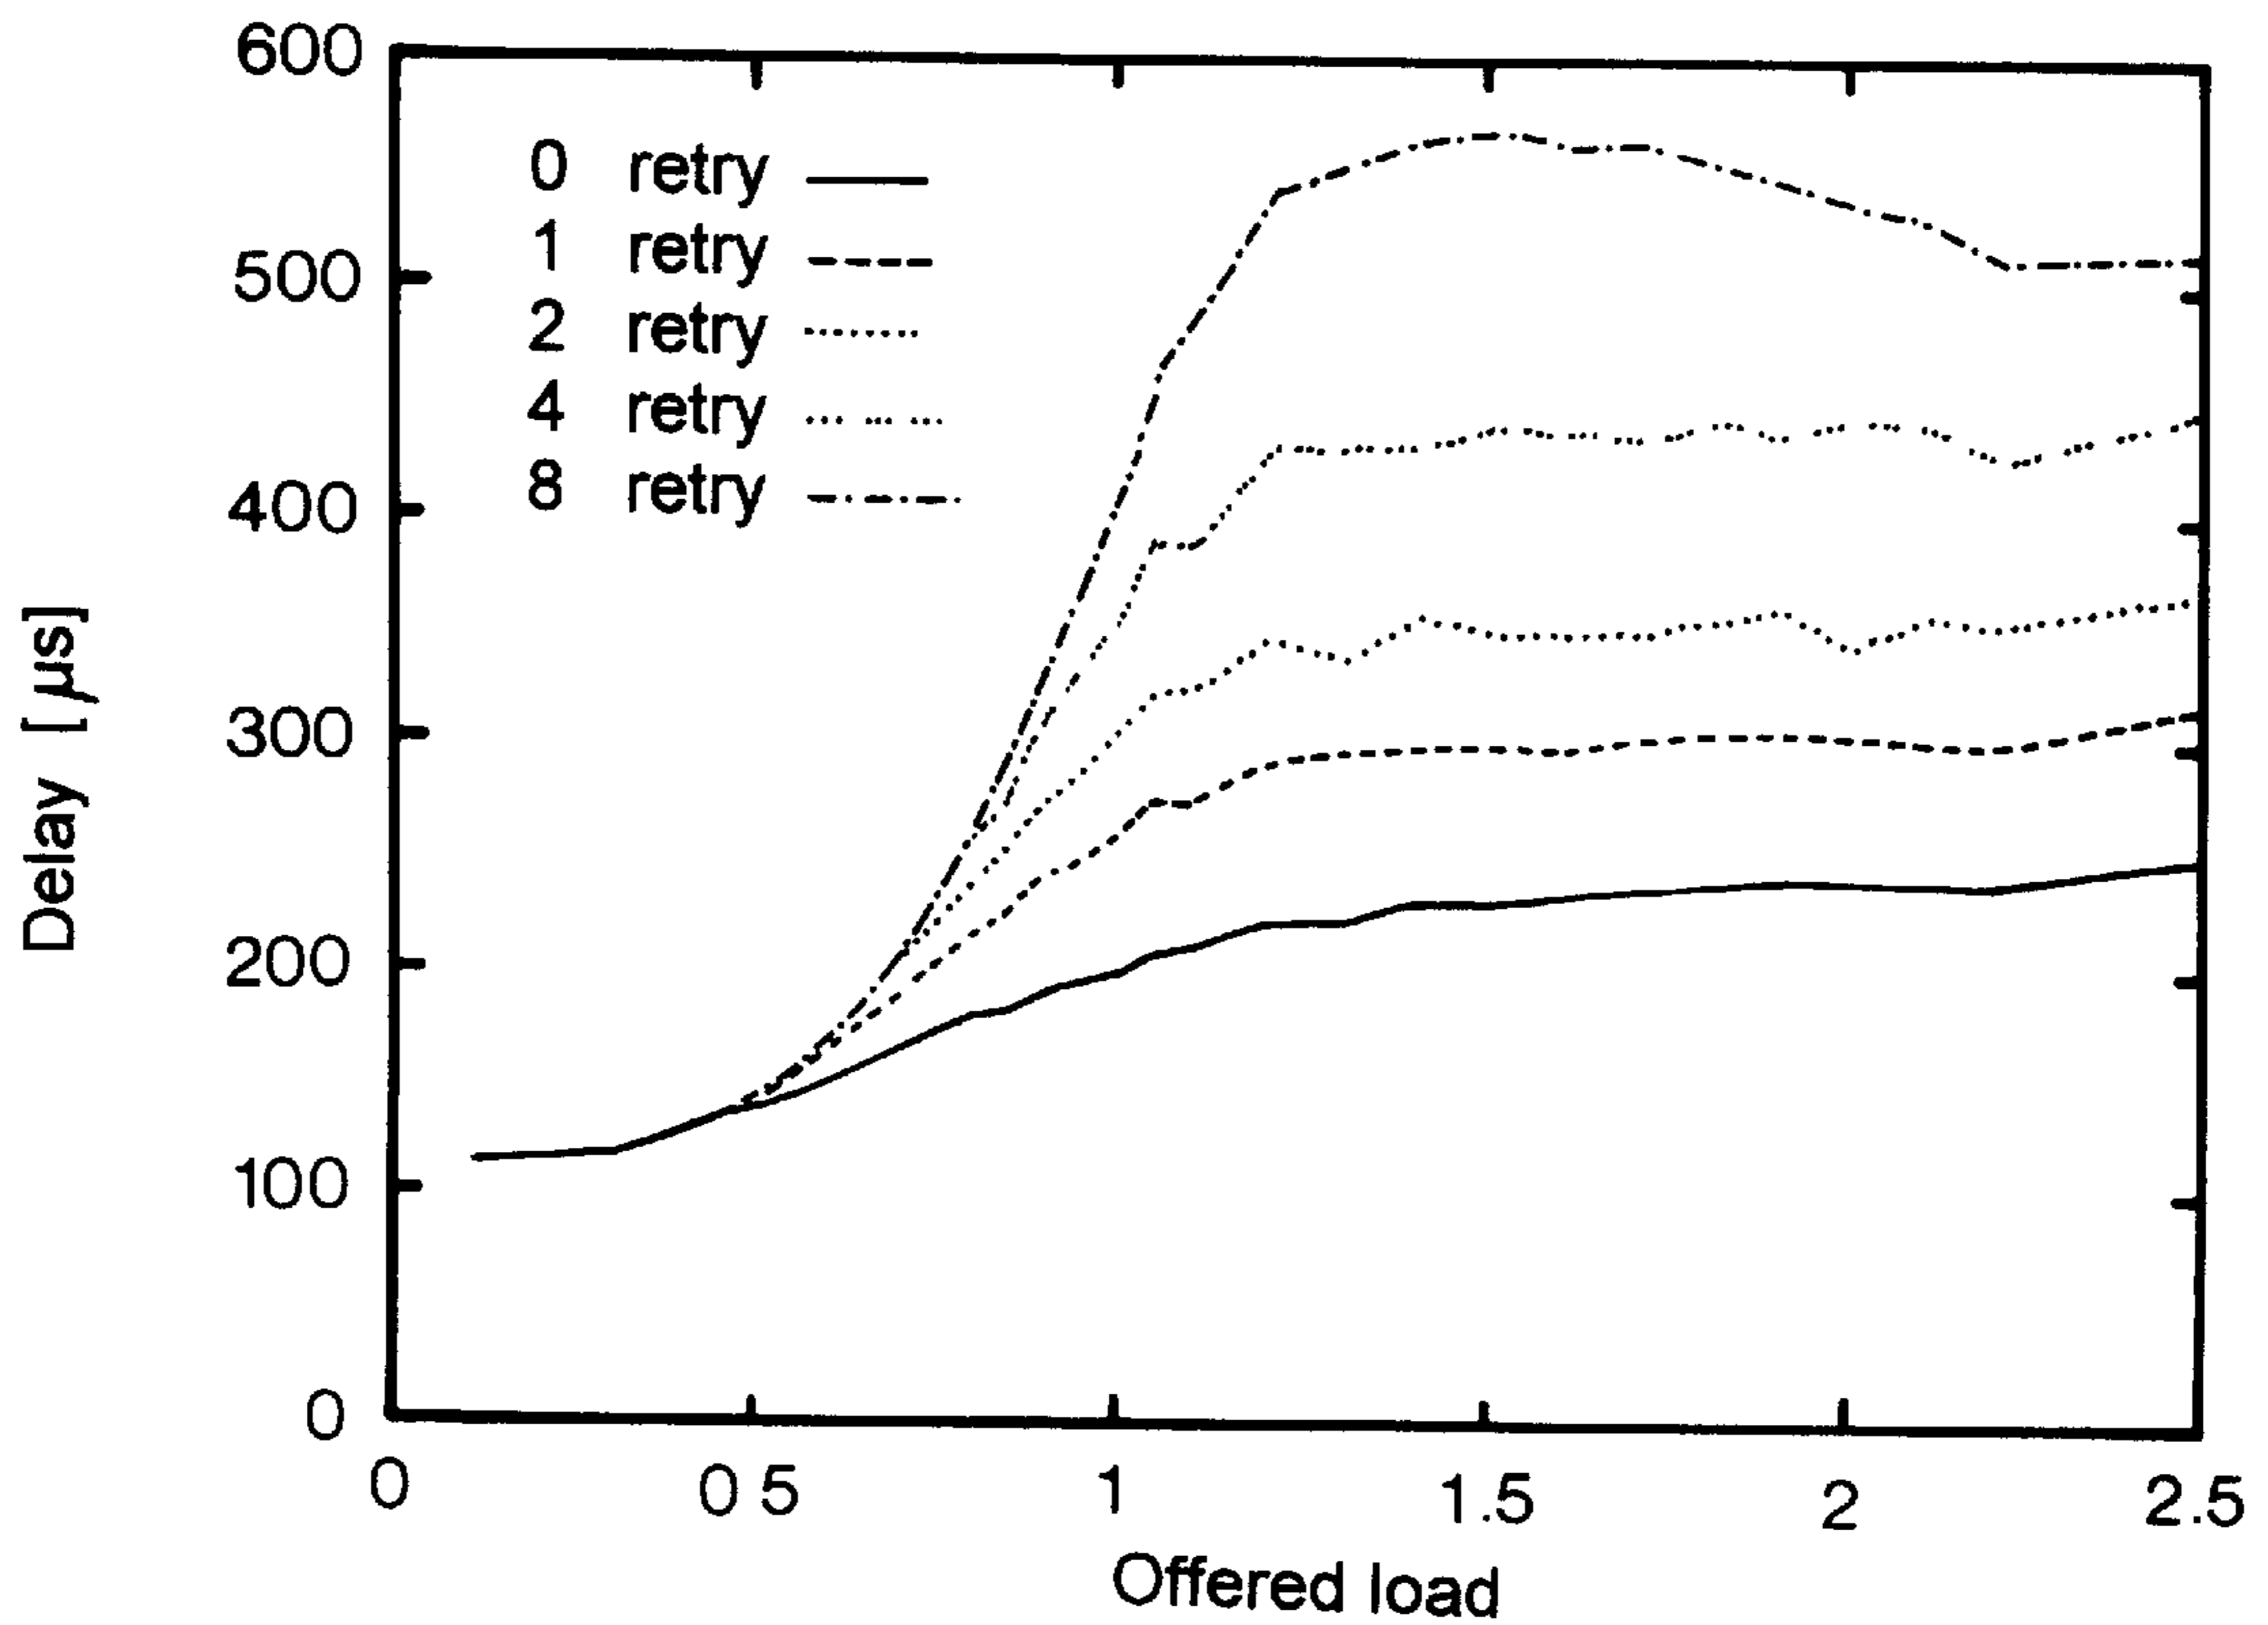 600
500
400
300
200
100
0
0 retry
1 retry
2 retry
4 retry
8 retry
Delay [μs]
0 0 5 1 1.5 2 2.5
Offered load